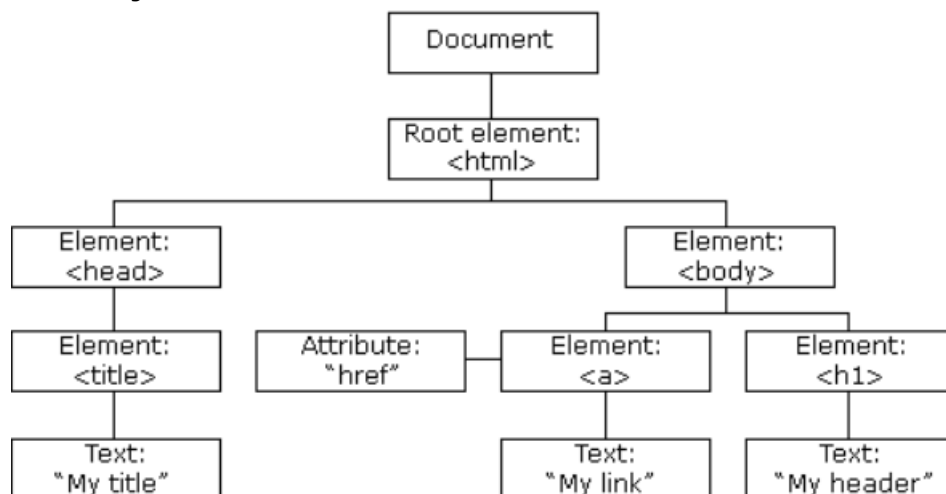 Document
Root element:
<html>
Element:
<head>
Element:
<body>
Element:
<title>
Attribute:
“href”
Element:
<a>
Element:
<h1>
Text:
“My title”
Text:
“My link”
Text:
“My header”